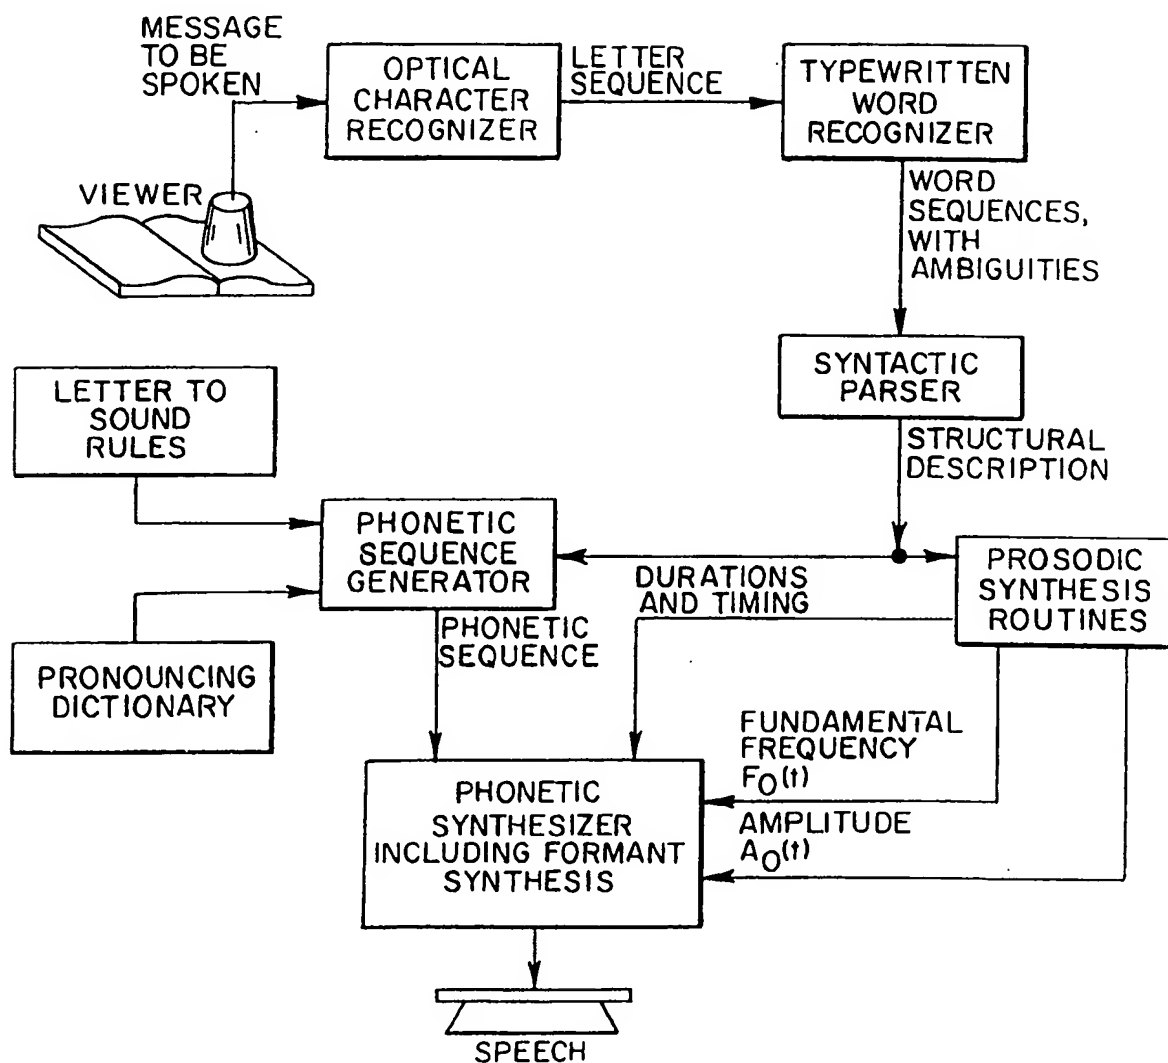 MESSAGE
TO BE
SPOKEN
OPTICAL
CHARACTER
RECOGNIZER
LETTER
SEQUENCE
TYPEWRITTEN
WORD
RECOGNIZER
VIEWER
WORD
SEQUENCES,
WITH
AMBIGUITIES
SYNTACTIC
PARSER
STRUCTURAL
DESCRIPTION
LETTER TO
SOUND
RULES
PHONETIC
SEQUENCE
GENERATOR
DURATIONS
AND TIMING
PROSODIC
SYNTHESIS
ROUTINES
PRONOUNCING
DICTIONARY
PHONETIC
SEQUENCE
FUNDAMENTAL
FREQUENCY
F0(t)
AMPLITUDE
A0(t)
PHONETIC
SYNTHESIZER
INCLUDING FORMANT
SYNTHESIS
SPEECH